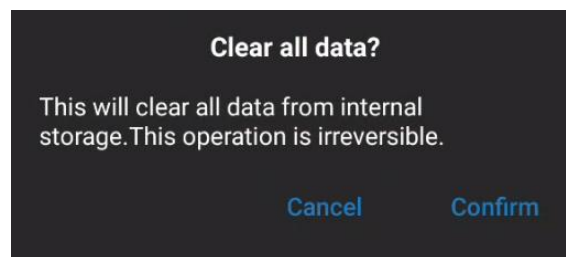 Clear all data?
This will clear all data from internal
storage.This operation is irreversible.
Cancel Confirm